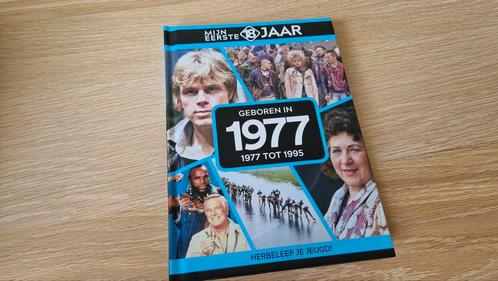 MIJN EERSTE 18 JAAR
GEBOREN IN
1977
1977 TOT 1995
HERBELEEF JE JEUGD!